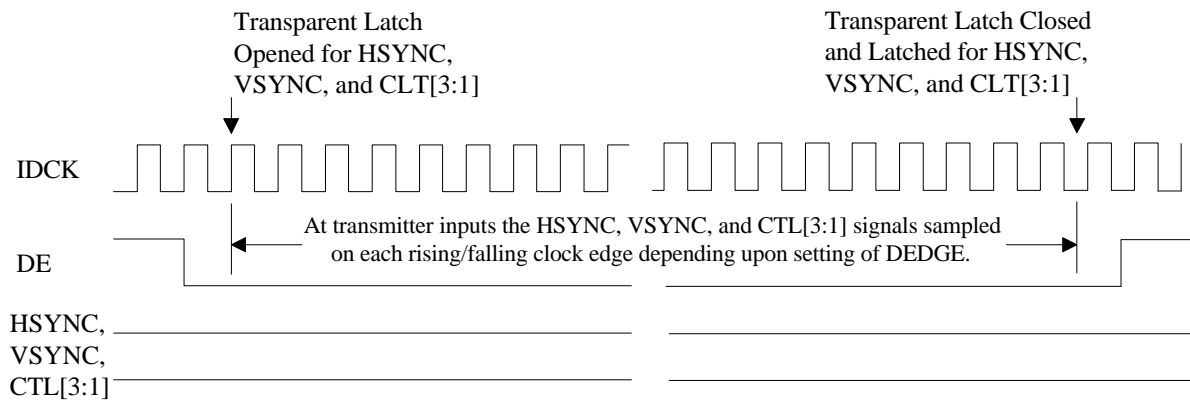 Transparent Latch
Opened for HSYNC,
VSYNC, and CLT[3:1]
Transparent Latch Closed
and Latched for HSYNC,
VSYNC, and CLT[3:1]
IDCK
At transmitter inputs the HSYNC, VSYNC, and CTL[3:1] signals sampled
on each rising/falling clock edge depending upon setting of DEDGE.
DE
HSYNC,
VSYNC,
CTL[3:1]